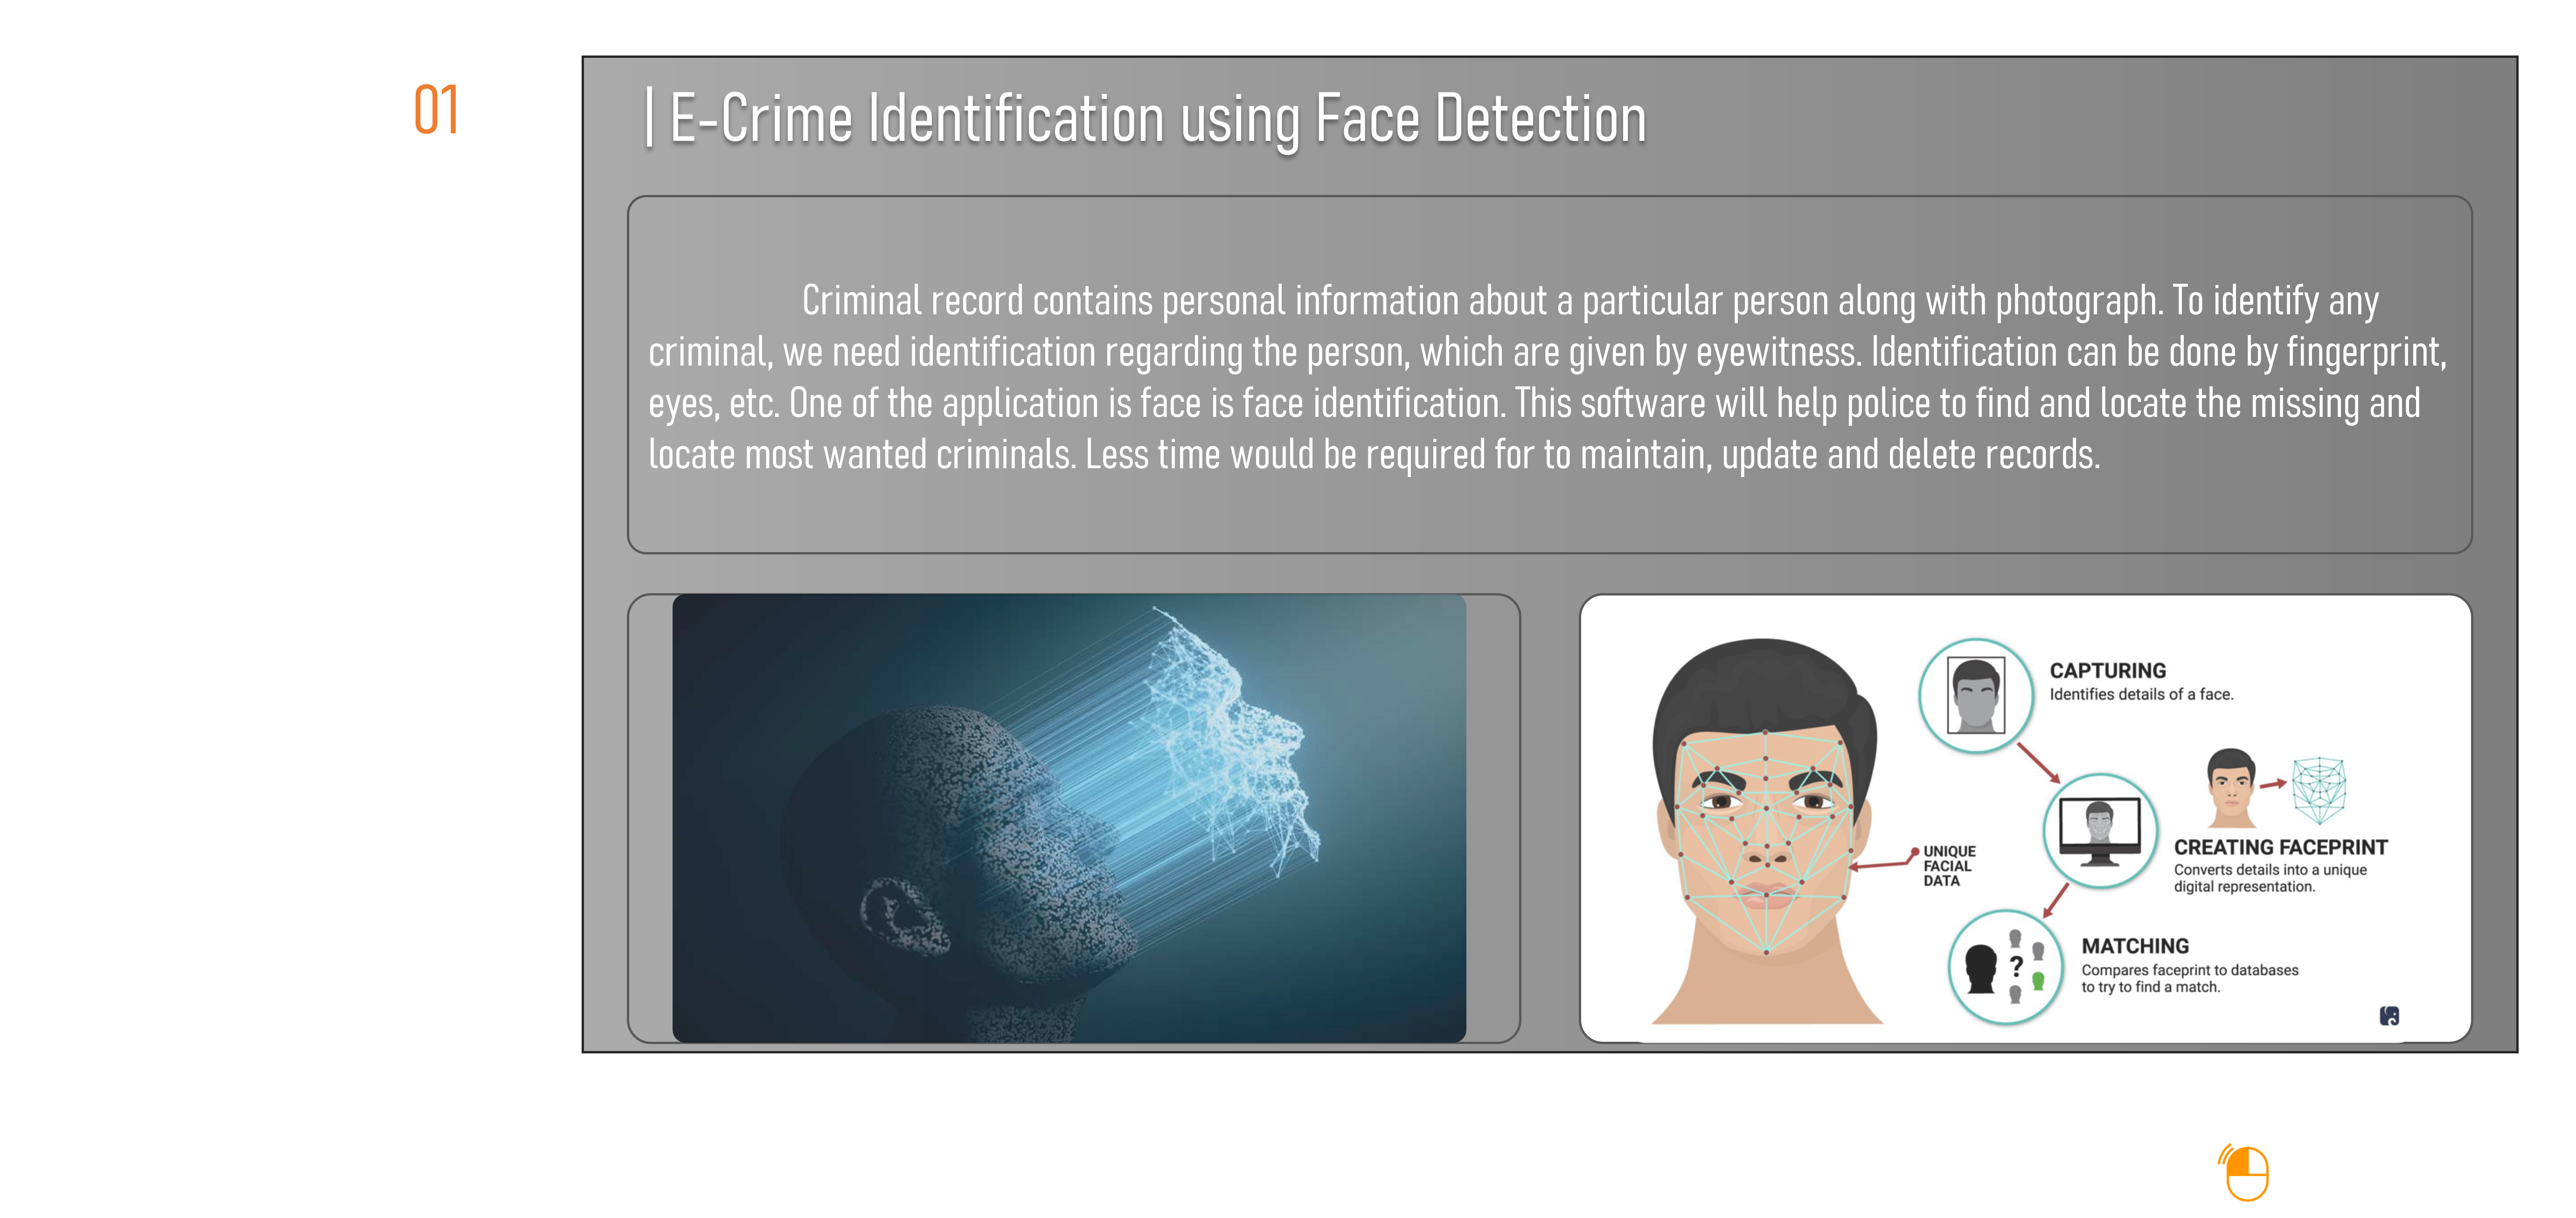 01
| E-Crime Identification using Face Detection
Criminal record contains personal information about a particular person along with photograph. To identify any
criminal, we need identification regarding the person, which are given by eyewitness. Identification can be done by fingerprint,
eyes, etc. One of the application is face is face identification. This software will help police to find and locate the missing and
locate most wanted criminals. Less time would be required for to maintain, update and delete records.
CAPTURING
Identifies details of a face.
UNIQUE
FACIAL
DATA
CREATING FACEPRINT
Converts details into a unique
digital representation.
?
MATCHING
Compares faceprint to databases
to try to find a match.